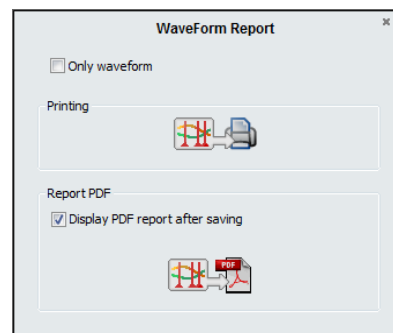 WaveForm Report
Only waveform
Printing
Report PDF
Display PDF report after saving
PDF